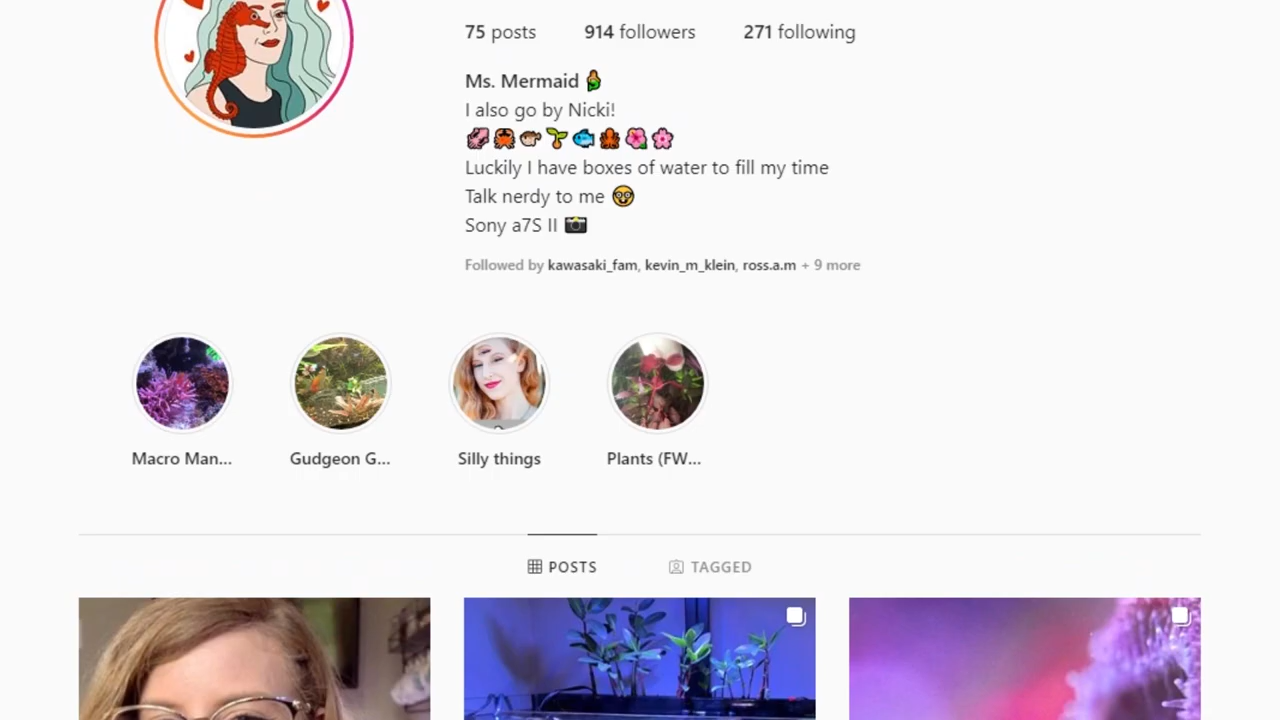 75 posts 914 followers 271 following
Ms. Mermaid 🧜‍♀️
I also go by Nicki!
🦑🦀🐡🌱🐟🐙🌺🌸
Luckily I have boxes of water to fill my time
Talk nerdy to me 🤓
Sony a7S II 📸
Followed by kawasaki_fam, kevin_m_klein, ross.a.m + 9 more
Macro Man... Gudgeon G... Silly things Plants (FW...
POSTS TAGGED